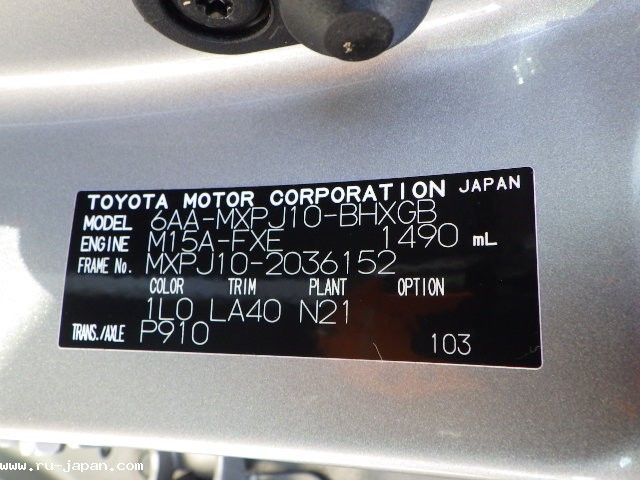 TOYOTA MOTOR CORPORATION JAPAN
MODEL 6AA-MXPJ10-BHXGB
ENGINE M15A-FXE 1490 mL
FRAME No. MXPJ10-2036152
COLOR TRIM PLANT OPTION
1L0 LA40 N21
TRANS./AXLE P910 103
www.ru-japan.com